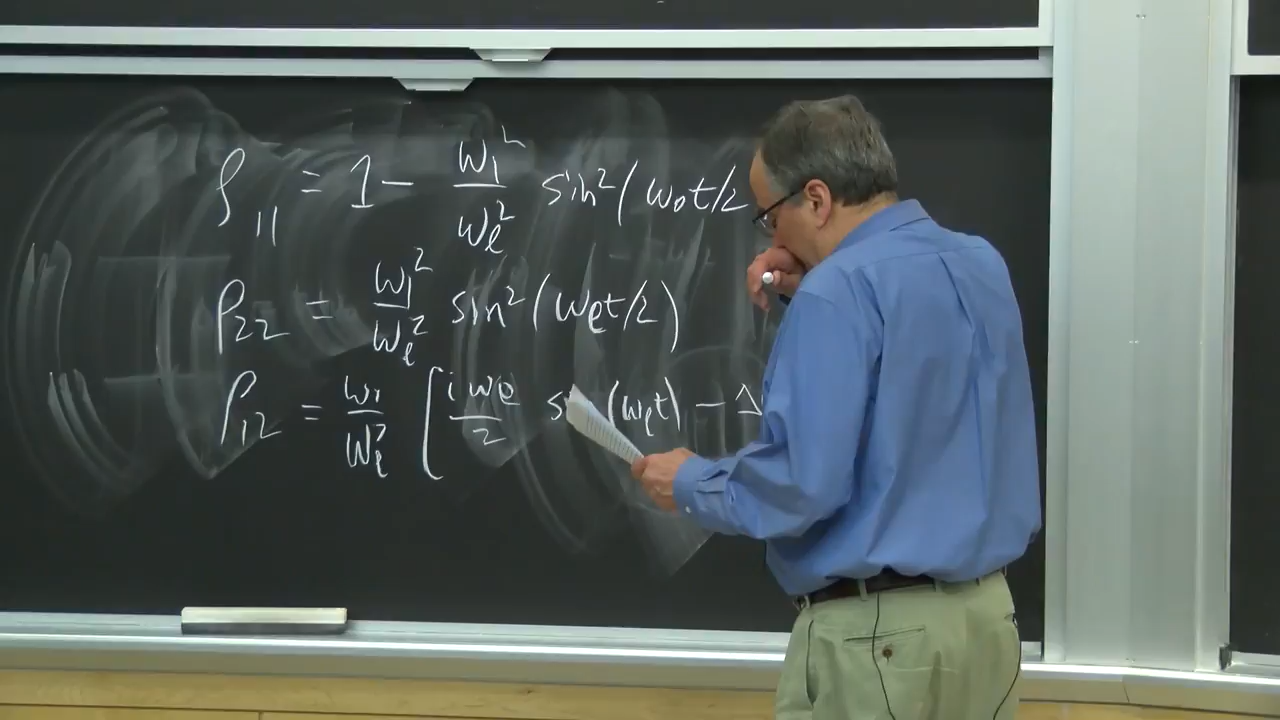 ρ₁₁ = 1 − ω₁²/ωₑ² sin²(ω₀t/2
ρ₂₂ = ω₁²/ωₑ² sin²(ωₑt/2)
ρ₁₂ = ω₁/ωₑ² [iωₑ/2 (ωₑt) − Δ